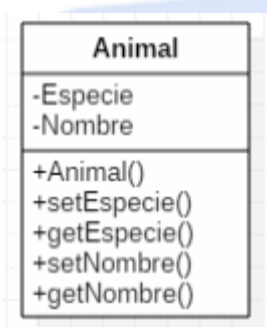 Animal
-Especie
-Nombre
+Animal()
+setEspecie()
+getEspecie()
+setNombre()
+getNombre()